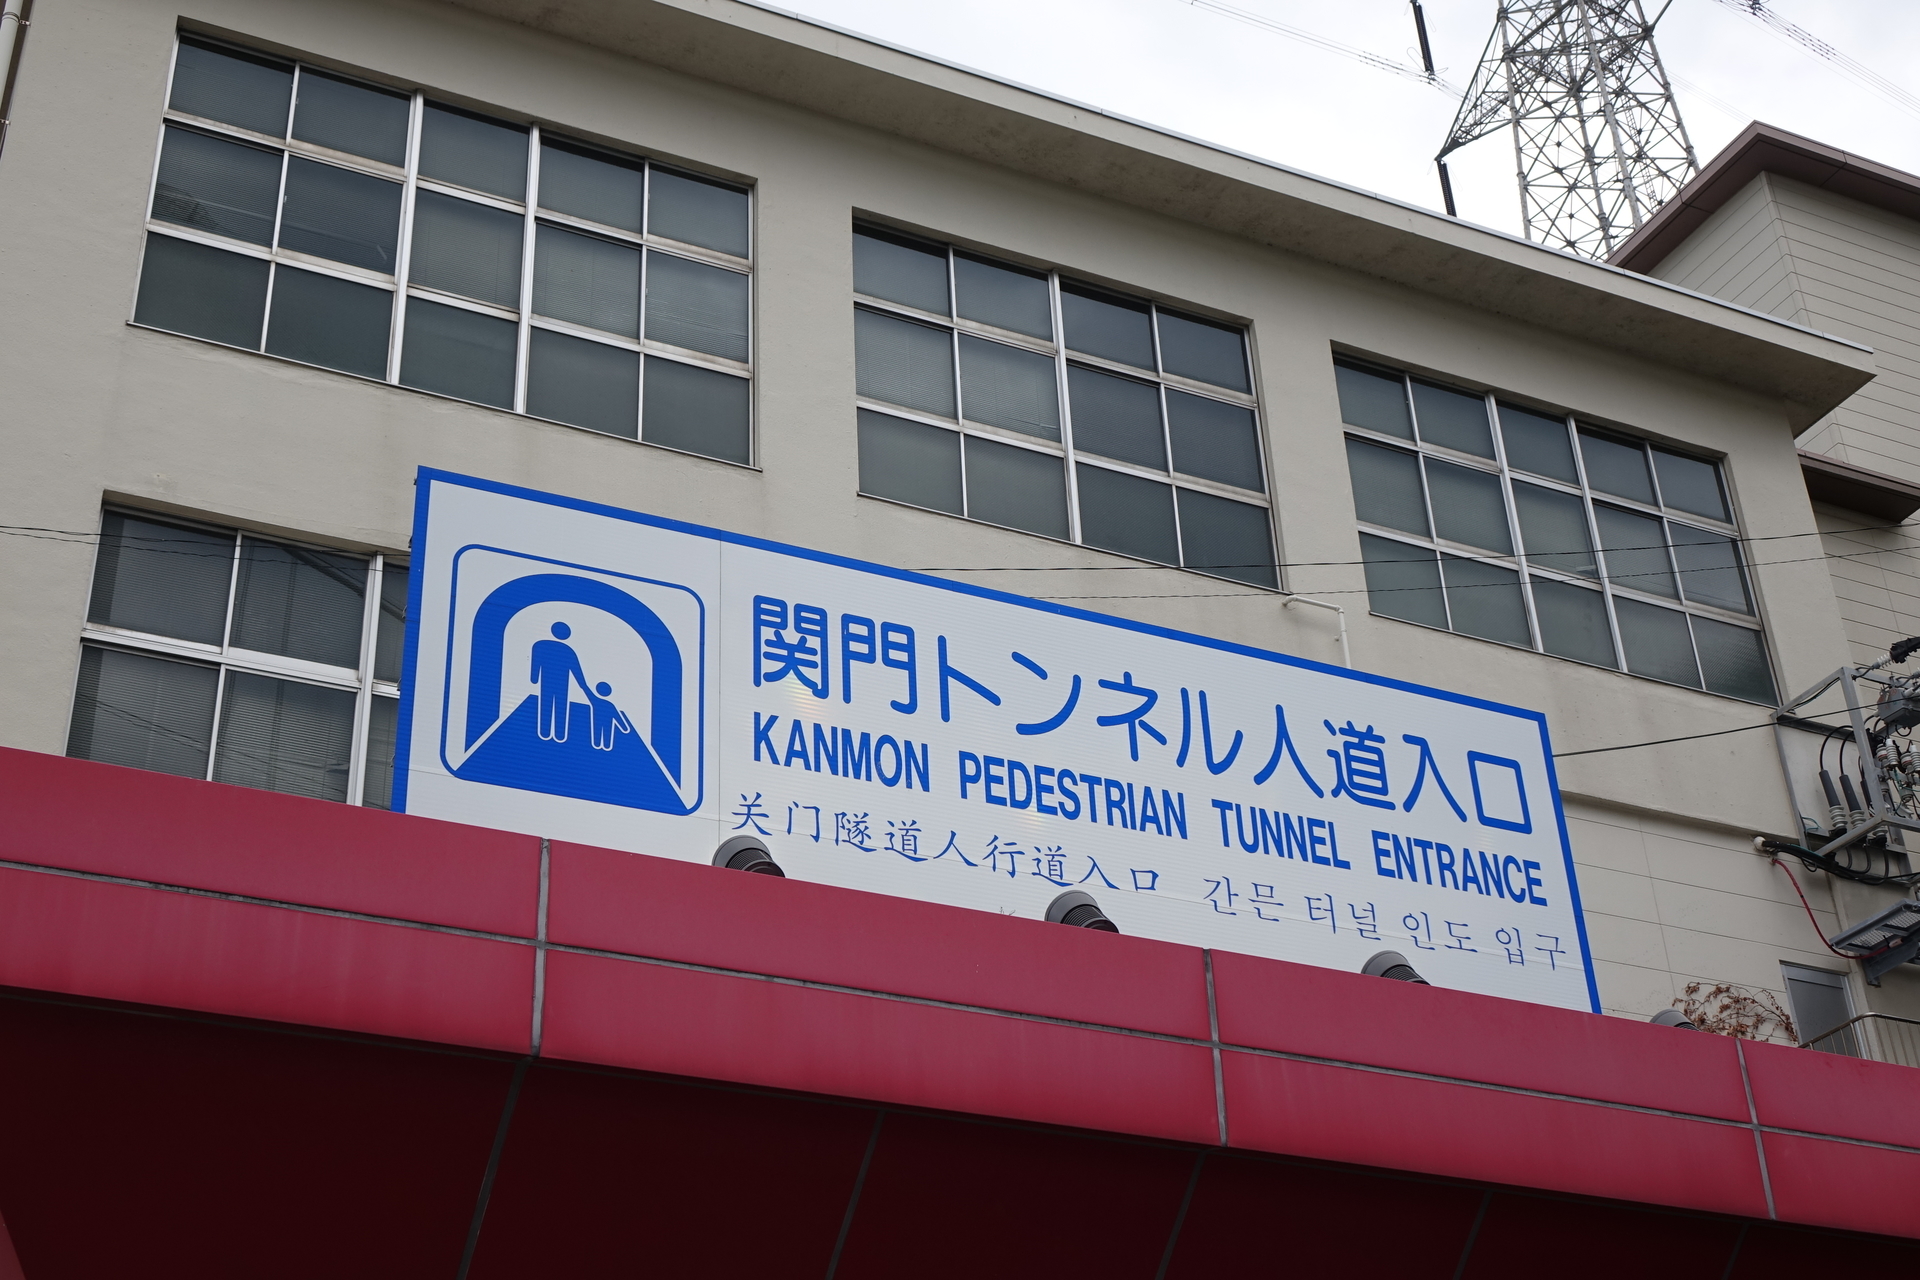 関門トンネル人道入口
KANMON PEDESTRIAN TUNNEL ENTRANCE
关门隧道人行道入口 간믄 터널 인도 입구